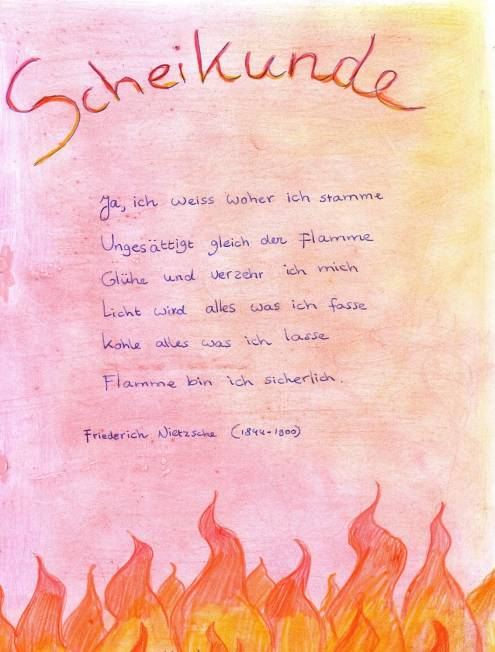 Scheikunde
Ja, ich weiss woher ich stamme
Ungesättigt gleich der Flamme
Glühe und verzehr ich mich
Licht wird alles was ich fasse
Kohle alles was ich lasse
Flamme bin ich sicherlich.
Friederich Nietzsche (1844-1900)